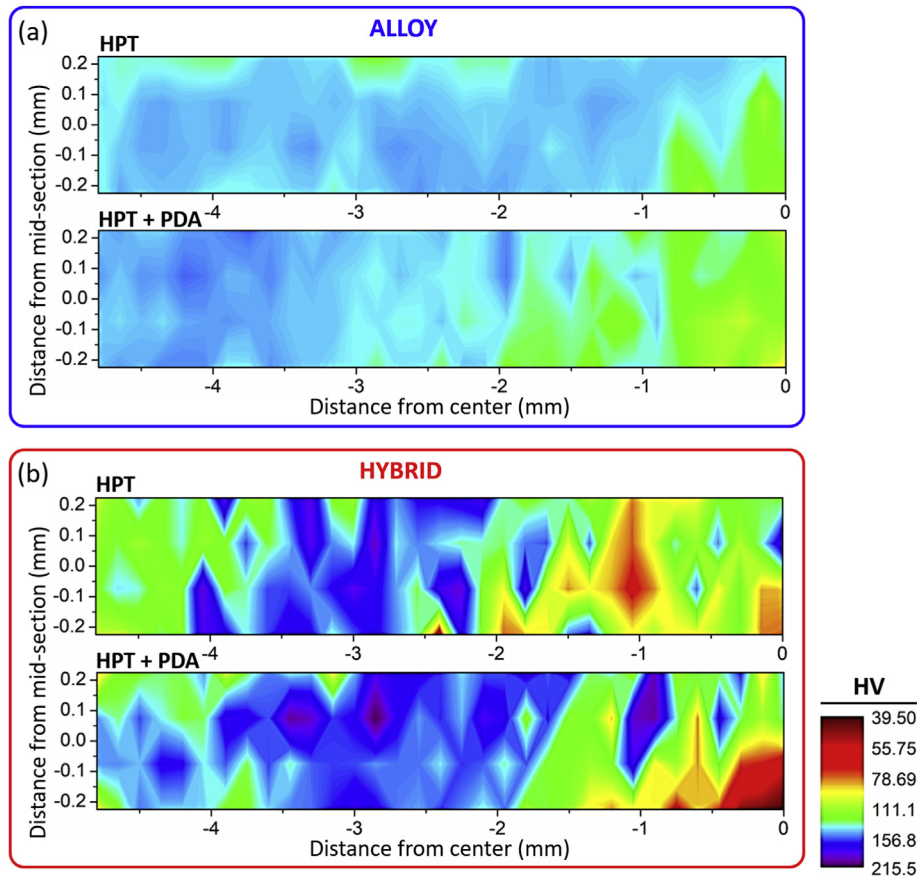 (a) ALLOY
HPT
0.2
0.1
0.0
-0.1
-0.2
-4 -3 -2 -1 0
HPT + PDA
0.2
0.1
0.0
-0.1
-0.2
-4 -3 -2 -1 0
Distance from mid-section (mm)
Distance from center (mm)
(b) HYBRID
HPT
0.2
0.1
0.0
-0.1
-0.2
-4 -3 -2 -1 0
HPT + PDA
0.2
0.1
0.0
-0.1
-0.2
-4 -3 -2 -1 0
Distance from mid-section (mm)
Distance from center (mm)
HV
39.50
55.75
78.69
111.1
156.8
215.5